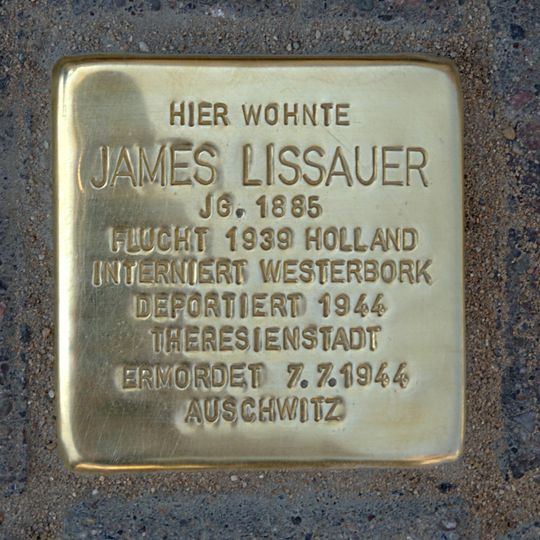 HIER WOHNTE
JAMES LISSAUER
JG. 1885
FLUCHT 1939 HOLLAND
INTERNIERT WESTERBORK
DEPORTIERT 1944
THERESIENSTADT
ERMORDET 7.7.1944
AUSCHWITZ